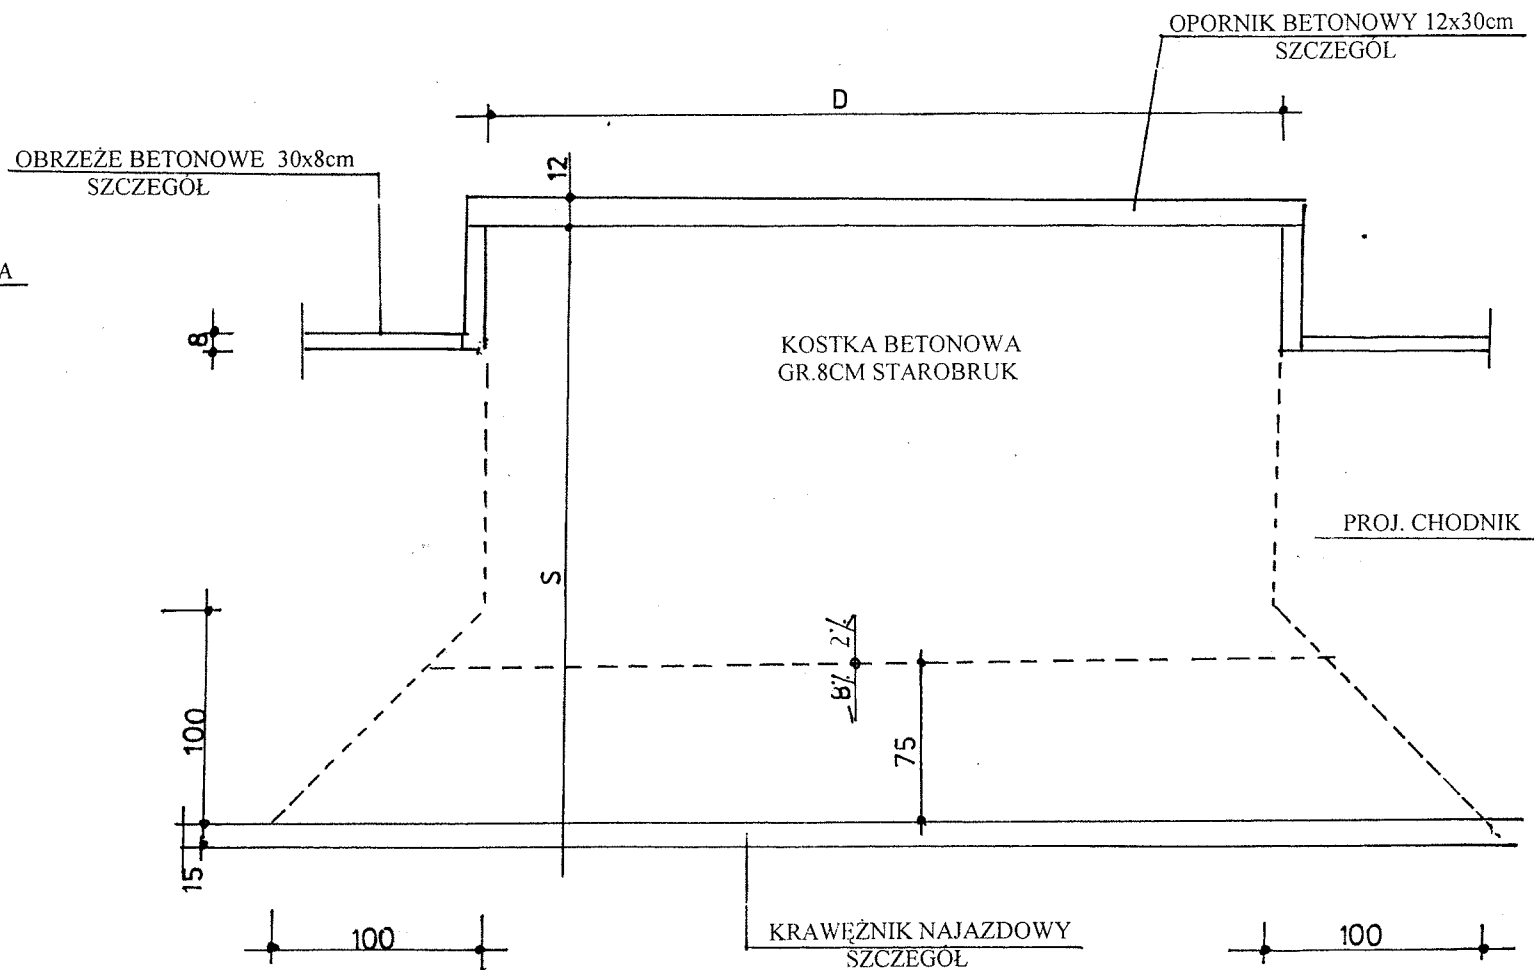 OPORNIK BETONOWY 12x30cm
SZCZEGÓL
D
OBRZEŻE BETONOWE 30x8cm
SZCZEGÓŁ
12
A
8
KOSTKA BETONOWA
GR.8CM STAROBRUK
PROJ. CHODNIK
S
2%
8%
100
75
15
100
KRAWĘŻNIK NAJAZDOWY
SZCZEGÓŁ
100